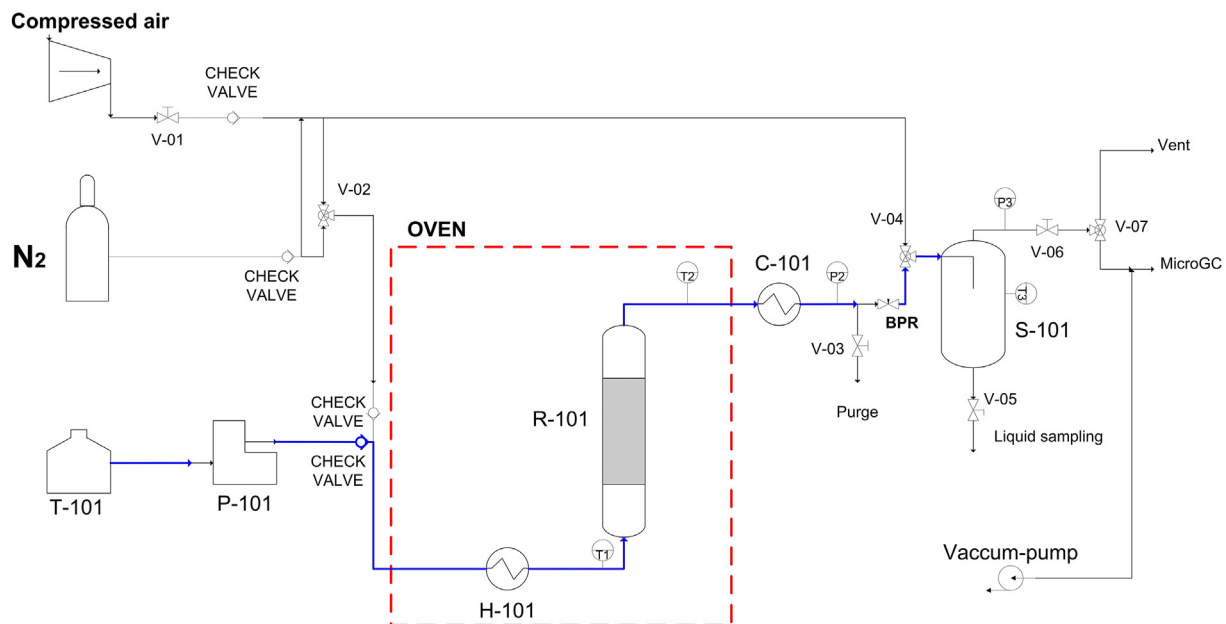 Compressed air
CHECK
VALVE
V-01
V-02
N2
CHECK
VALVE
OVEN
T2
C-101
P2
V-04
P3
V-06
Vent
V-07
MicroGC
T3
S-101
BPR
V-03
Purge
V-05
Liquid sampling
R-101
CHECK
VALVE
CHECK
VALVE
T-101
P-101
T1
H-101
Vaccum-pump